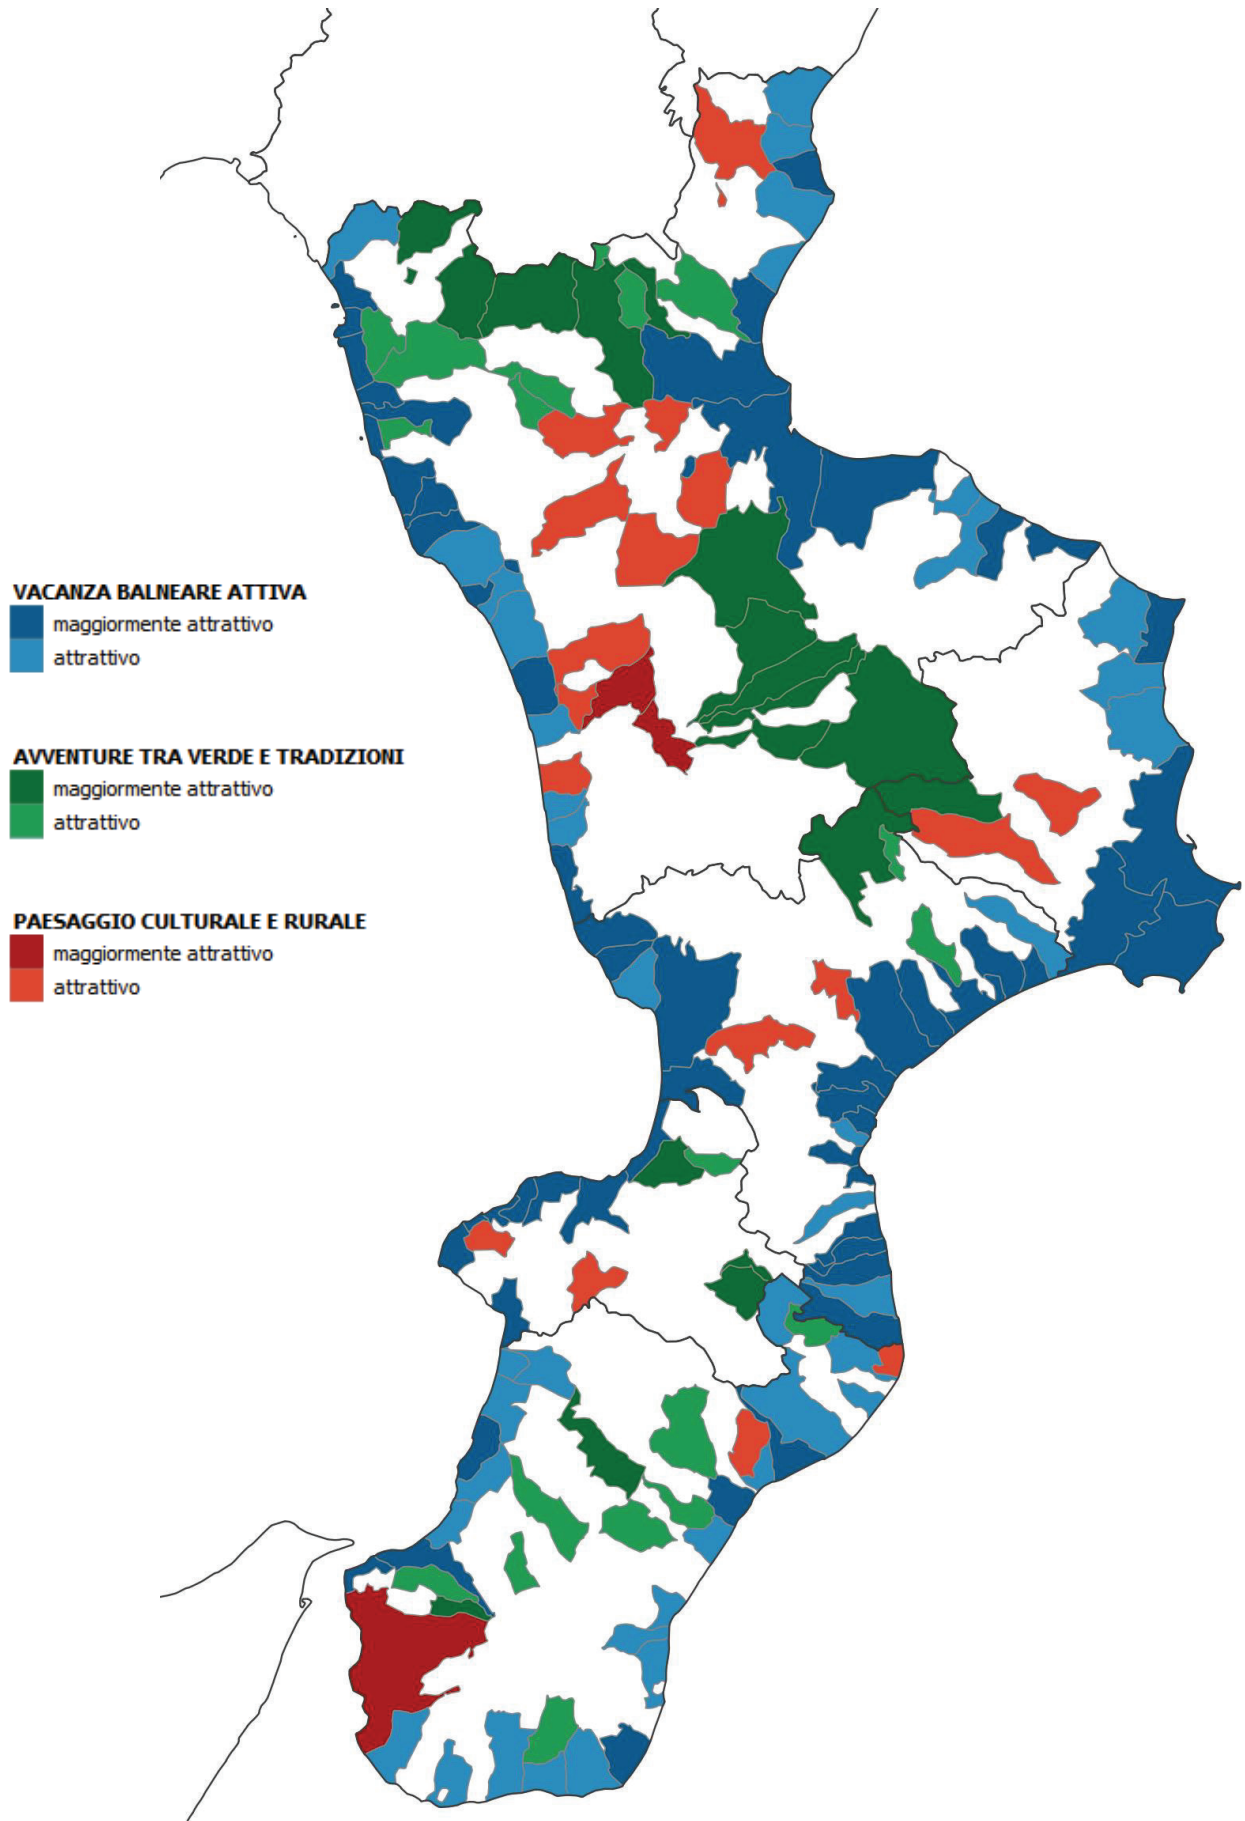 VACANZA BALNEARE ATTIVA
maggiormente attrattivo
attrattivo
AVVENTURE TRA VERDE E TRADIZIONI
maggiormente attrattivo
attrattivo
PAESAGGIO CULTURALE E RURALE
maggiormente attrattivo
attrattivo